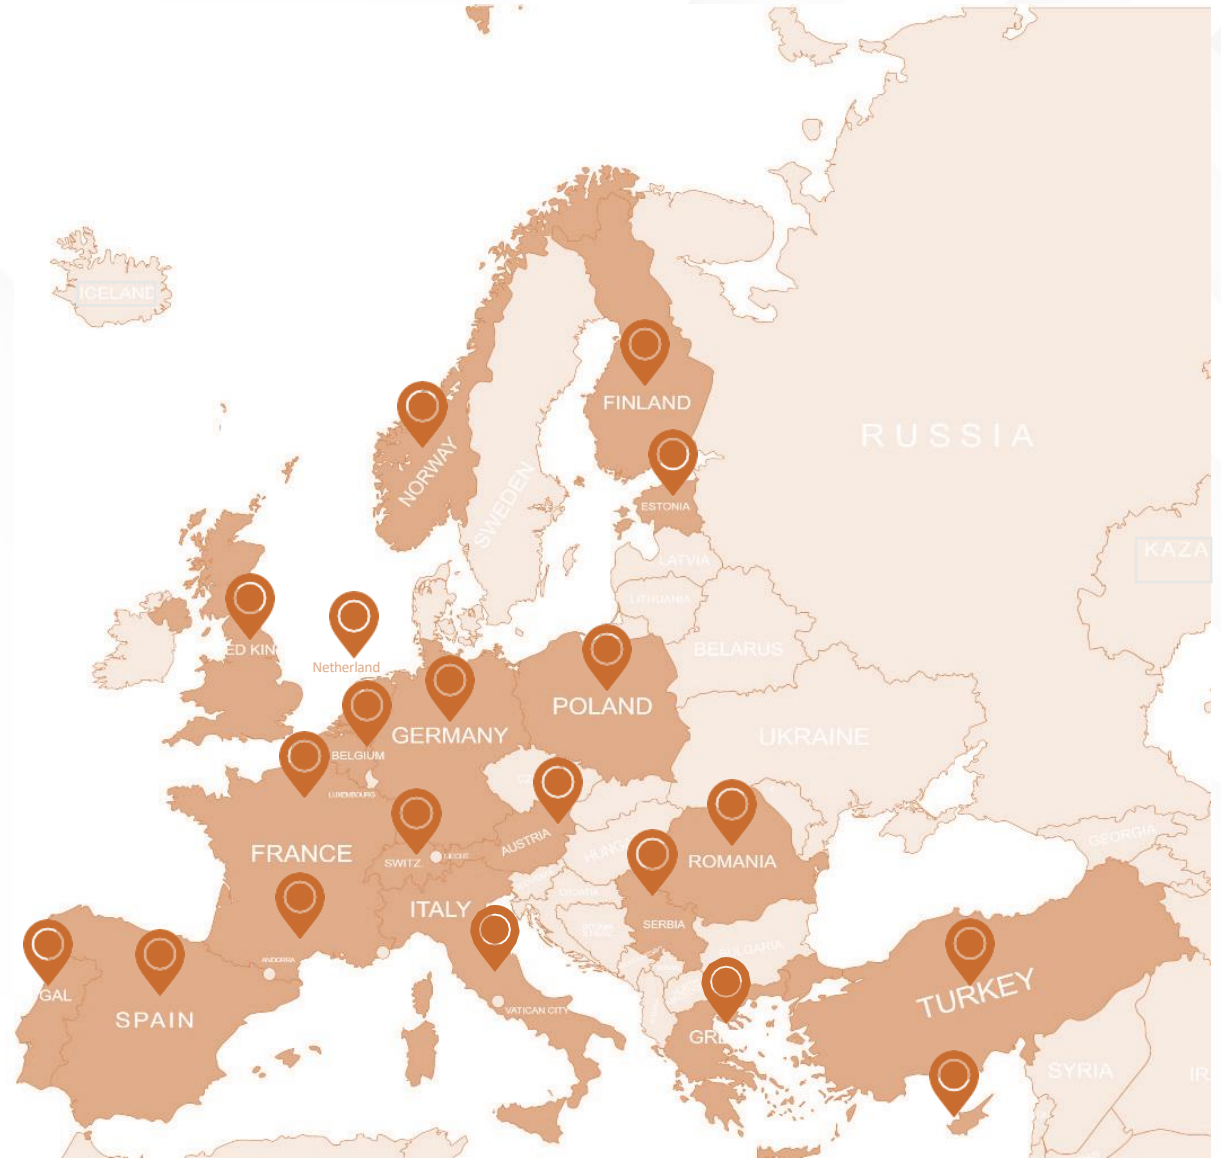 ICELAND
FINLAND
RUSSIA
NORWAY
SWEDEN
ESTONIA
KAZA
LATVIA
LITHUANIA
ED KIN
BELARUS
Netherland
POLAND
GERMANY
UKRAINE
BELGIUM
LUXEMBOURG
AUSTRIA
GEORGIA
FRANCE
SWITZ
ROMANIA
ITALY
SERBIA
ANDORRA
GAL
SPAIN
VATICAN CITY
TURKEY
SYRIA
IR